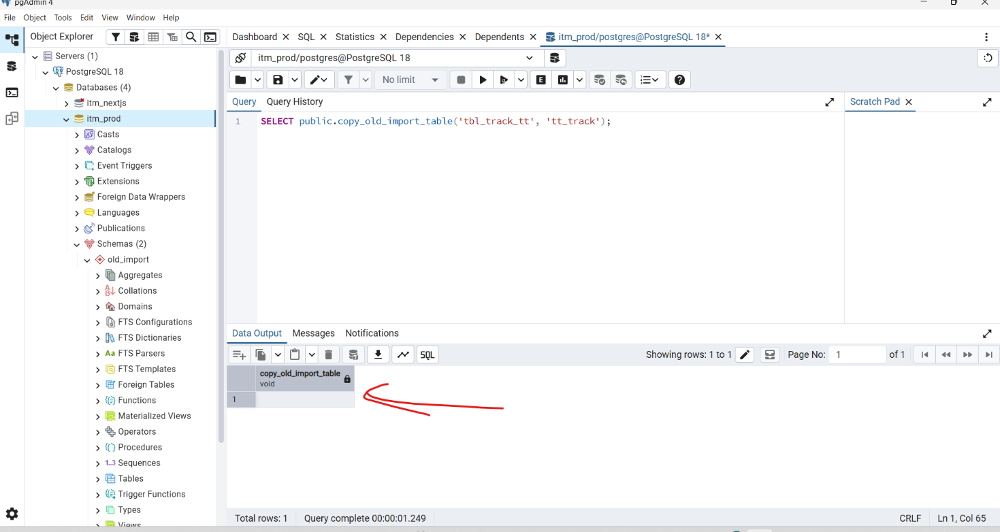 pgAdmin 4
File Object Tools Edit View Window Help
Object Explorer
Dashboard SQL Statistics Dependencies Dependents itm_prod/postgres@PostgreSQL 18*
Servers (1)
PostgreSQL 18
Databases (4)
itm_nextjs
itm_prod
Casts
Catalogs
Event Triggers
Extensions
Foreign Data Wrappers
Languages
Publications
Schemas (2)
old_import
Aggregates
Collations
Domains
FTS Configurations
FTS Dictionaries
Aa FTS Parsers
FTS Templates
Foreign Tables
Functions
Materialized Views
Operators
Procedures
1..3 Sequences
Tables
Trigger Functions
Types
Views
itm_prod/postgres@PostgreSQL 18
No limit
E
Query Query History
Scratch Pad
1 SELECT public.copy_old_import_table('tbl_track_tt', 'tt_track');
Data Output Messages Notifications
SQL
Showing rows: 1 to 1
Page No: 1 of 1
copy_old_import_table
void
1
Total rows: 1 Query complete 00:00:01.249
CRLF Ln 1, Col 65